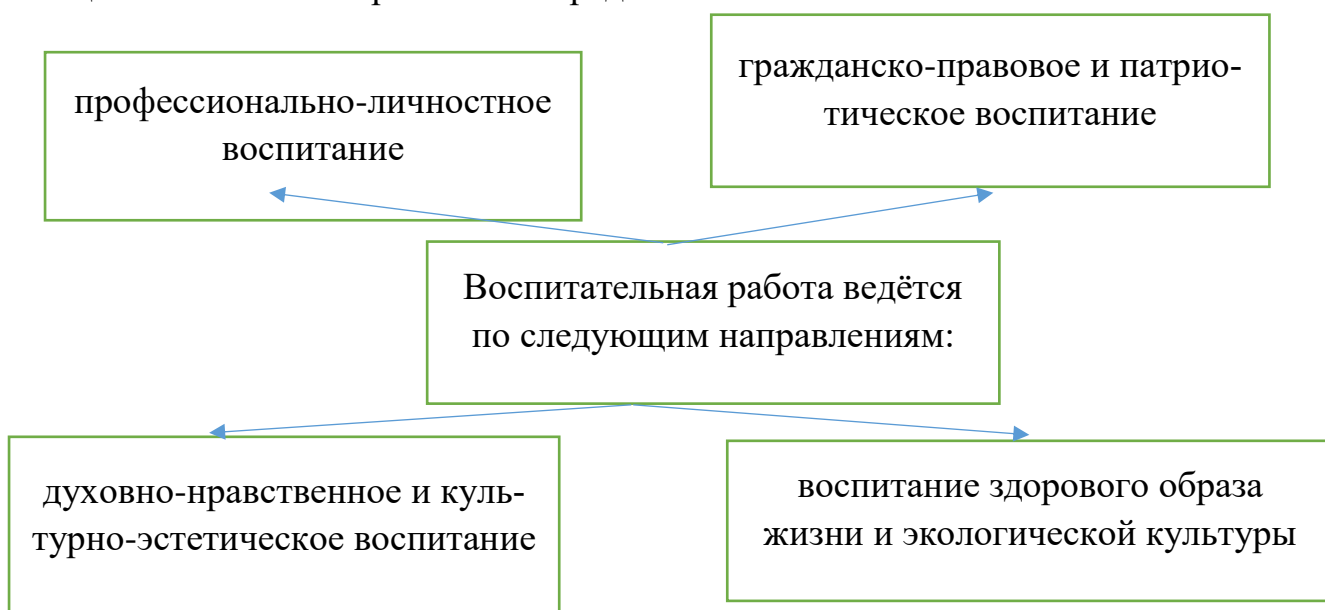 профессионально-личностное
воспитание
гражданско-правовое и патрио-
тическое воспитание
Воспитательная работа ведётся
по следующим направлениям:
духовно-нравственное и куль-
турно-эстетическое воспитание
воспитание здорового образа
жизни и экологической культуры